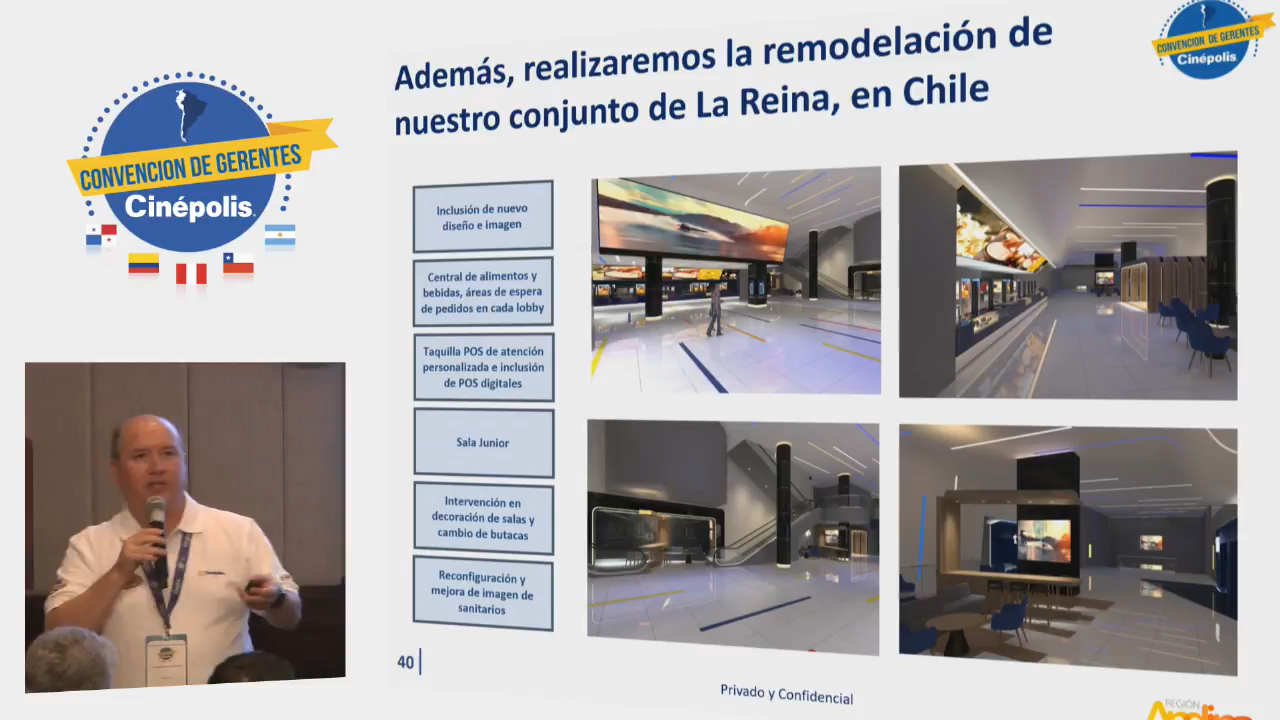 Además, realizaremos la remodelación de
nuestro conjunto de La Reina, en Chile
CONVENCION DE GERENTES
Cinépolis
CONVENCION DE GERENTES
Cinépolis
Inclusión de nuevo
diseño e imagen
Central de alimentos y
bebidas, áreas de espera
de pedidos en cada lobby
Taquilla POS de atención
personalizada e inclusión
de POS digitales
Sala Junior
Intervención en
decoración de salas y
cambio de butacas
Reconfiguración y
mejora de imagen de
sanitarios
40
Privado y Confidencial
REGIÓN